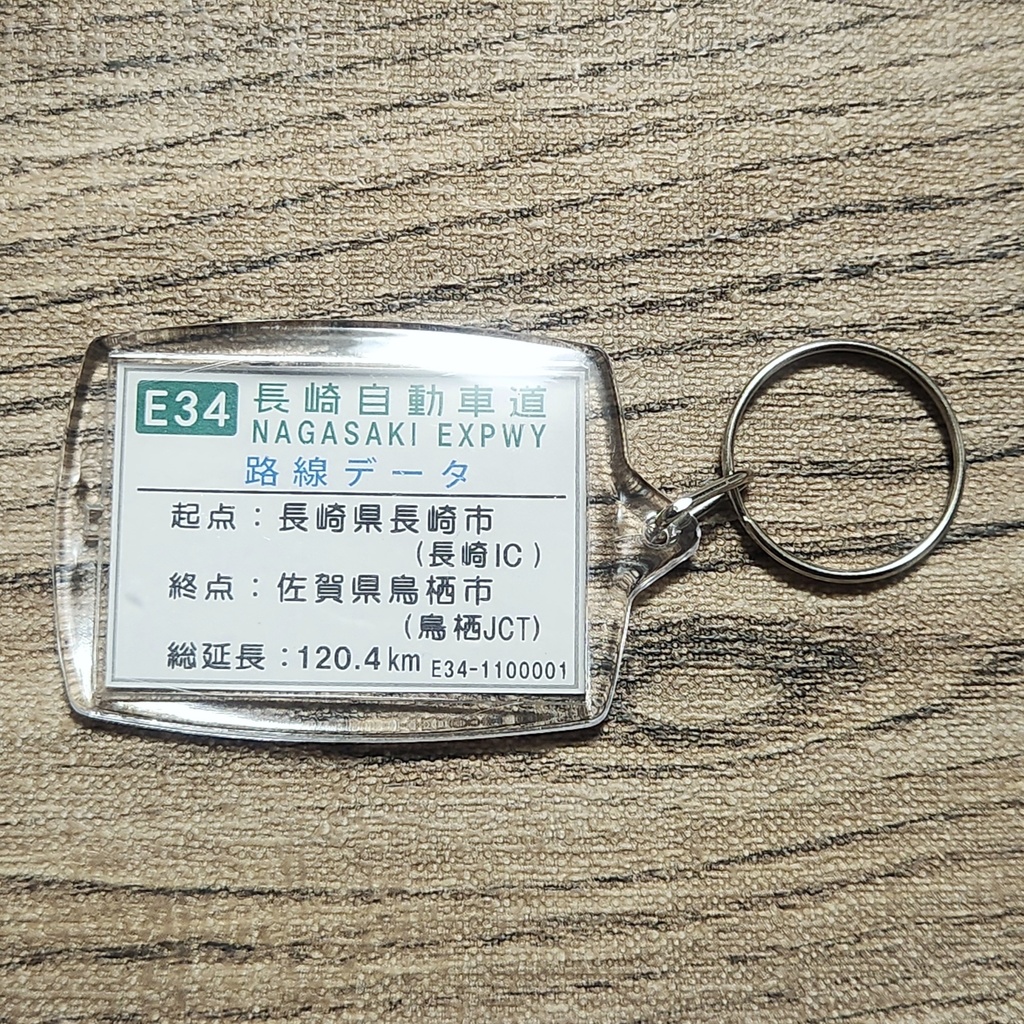 E34 長崎自動車道
NAGASAKI EXPWY
路線データ
起点：長崎県長崎市
(長崎IC)
終点：佐賀県鳥栖市
(鳥栖JCT)
総延長：120.4km E34-1100001